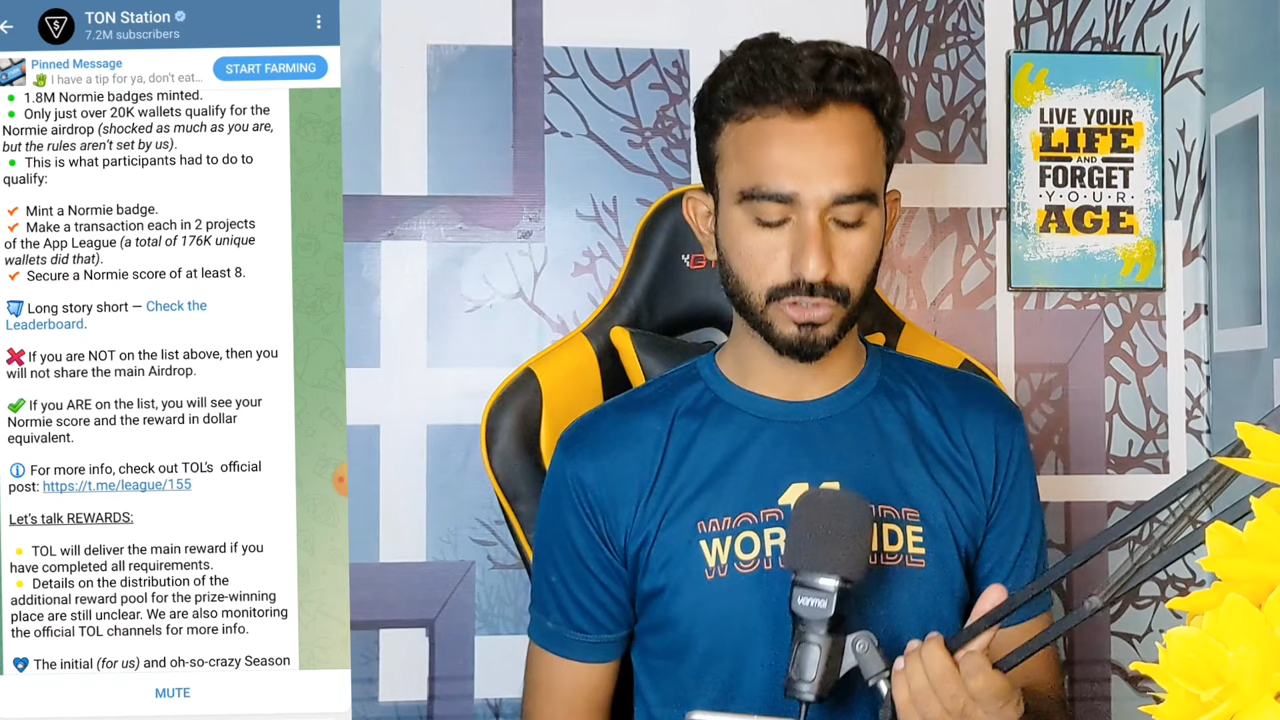 TON Station
7.2M subscribers
Pinned Message
I have a tip for ya, don't eat...
START FARMING
1.8M Normie badges minted.
Only just over 20K wallets qualify for the
Normie airdrop (shocked as much as you are,
but the rules aren't set by us).
This is what participants had to do to
qualify:
Mint a Normie badge.
Make a transaction each in 2 projects
of the App League (a total of 176K unique
wallets did that).
Secure a Normie score of at least 8.
Long story short — Check the
Leaderboard.
If you are NOT on the list above, then you
will not share the main Airdrop.
If you ARE on the list, you will see your
Normie score and the reward in dollar
equivalent.
For more info, check out TOL's official
post: https://t.me/league/155
Let's talk REWARDS:
TOL will deliver the main reward if you
have completed all requirements.
Details on the distribution of the
additional reward pool for the prize-winning
place are still unclear. We are also monitoring
the official TOL channels for more info.
The initial (for us) and oh-so-crazy Season
MUTE
LIVE YOUR
LIFE
AND
FORGET
YOUR
AGE